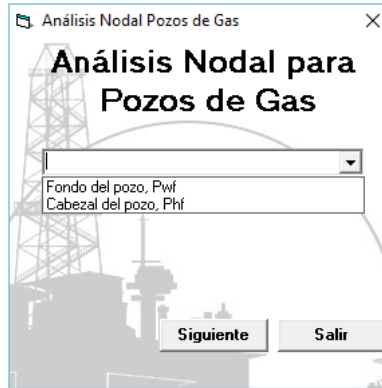 Análisis Nodal Pozos de Gas
Análisis Nodal para
Pozos de Gas
Fondo del pozo, Pwf
Cabezal del pozo, Phf
Siguiente
Salir